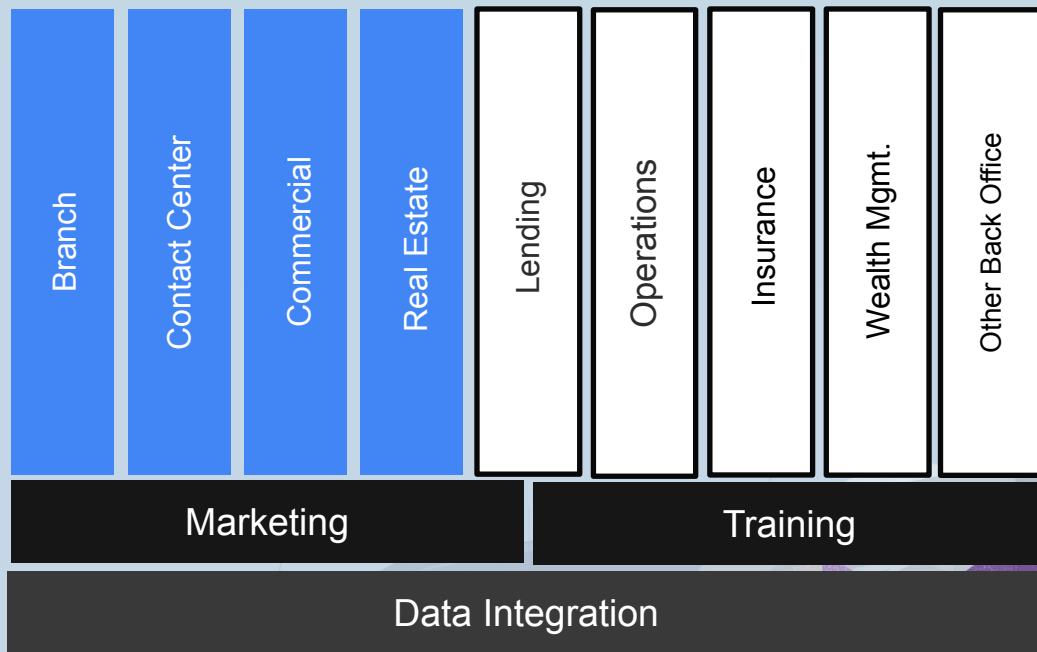 Branch
Contact Center
Commercial
Real Estate
Lending
Operations
Insurance
Wealth Mgmt.
Other Back Office
Marketing
Training
Data Integration